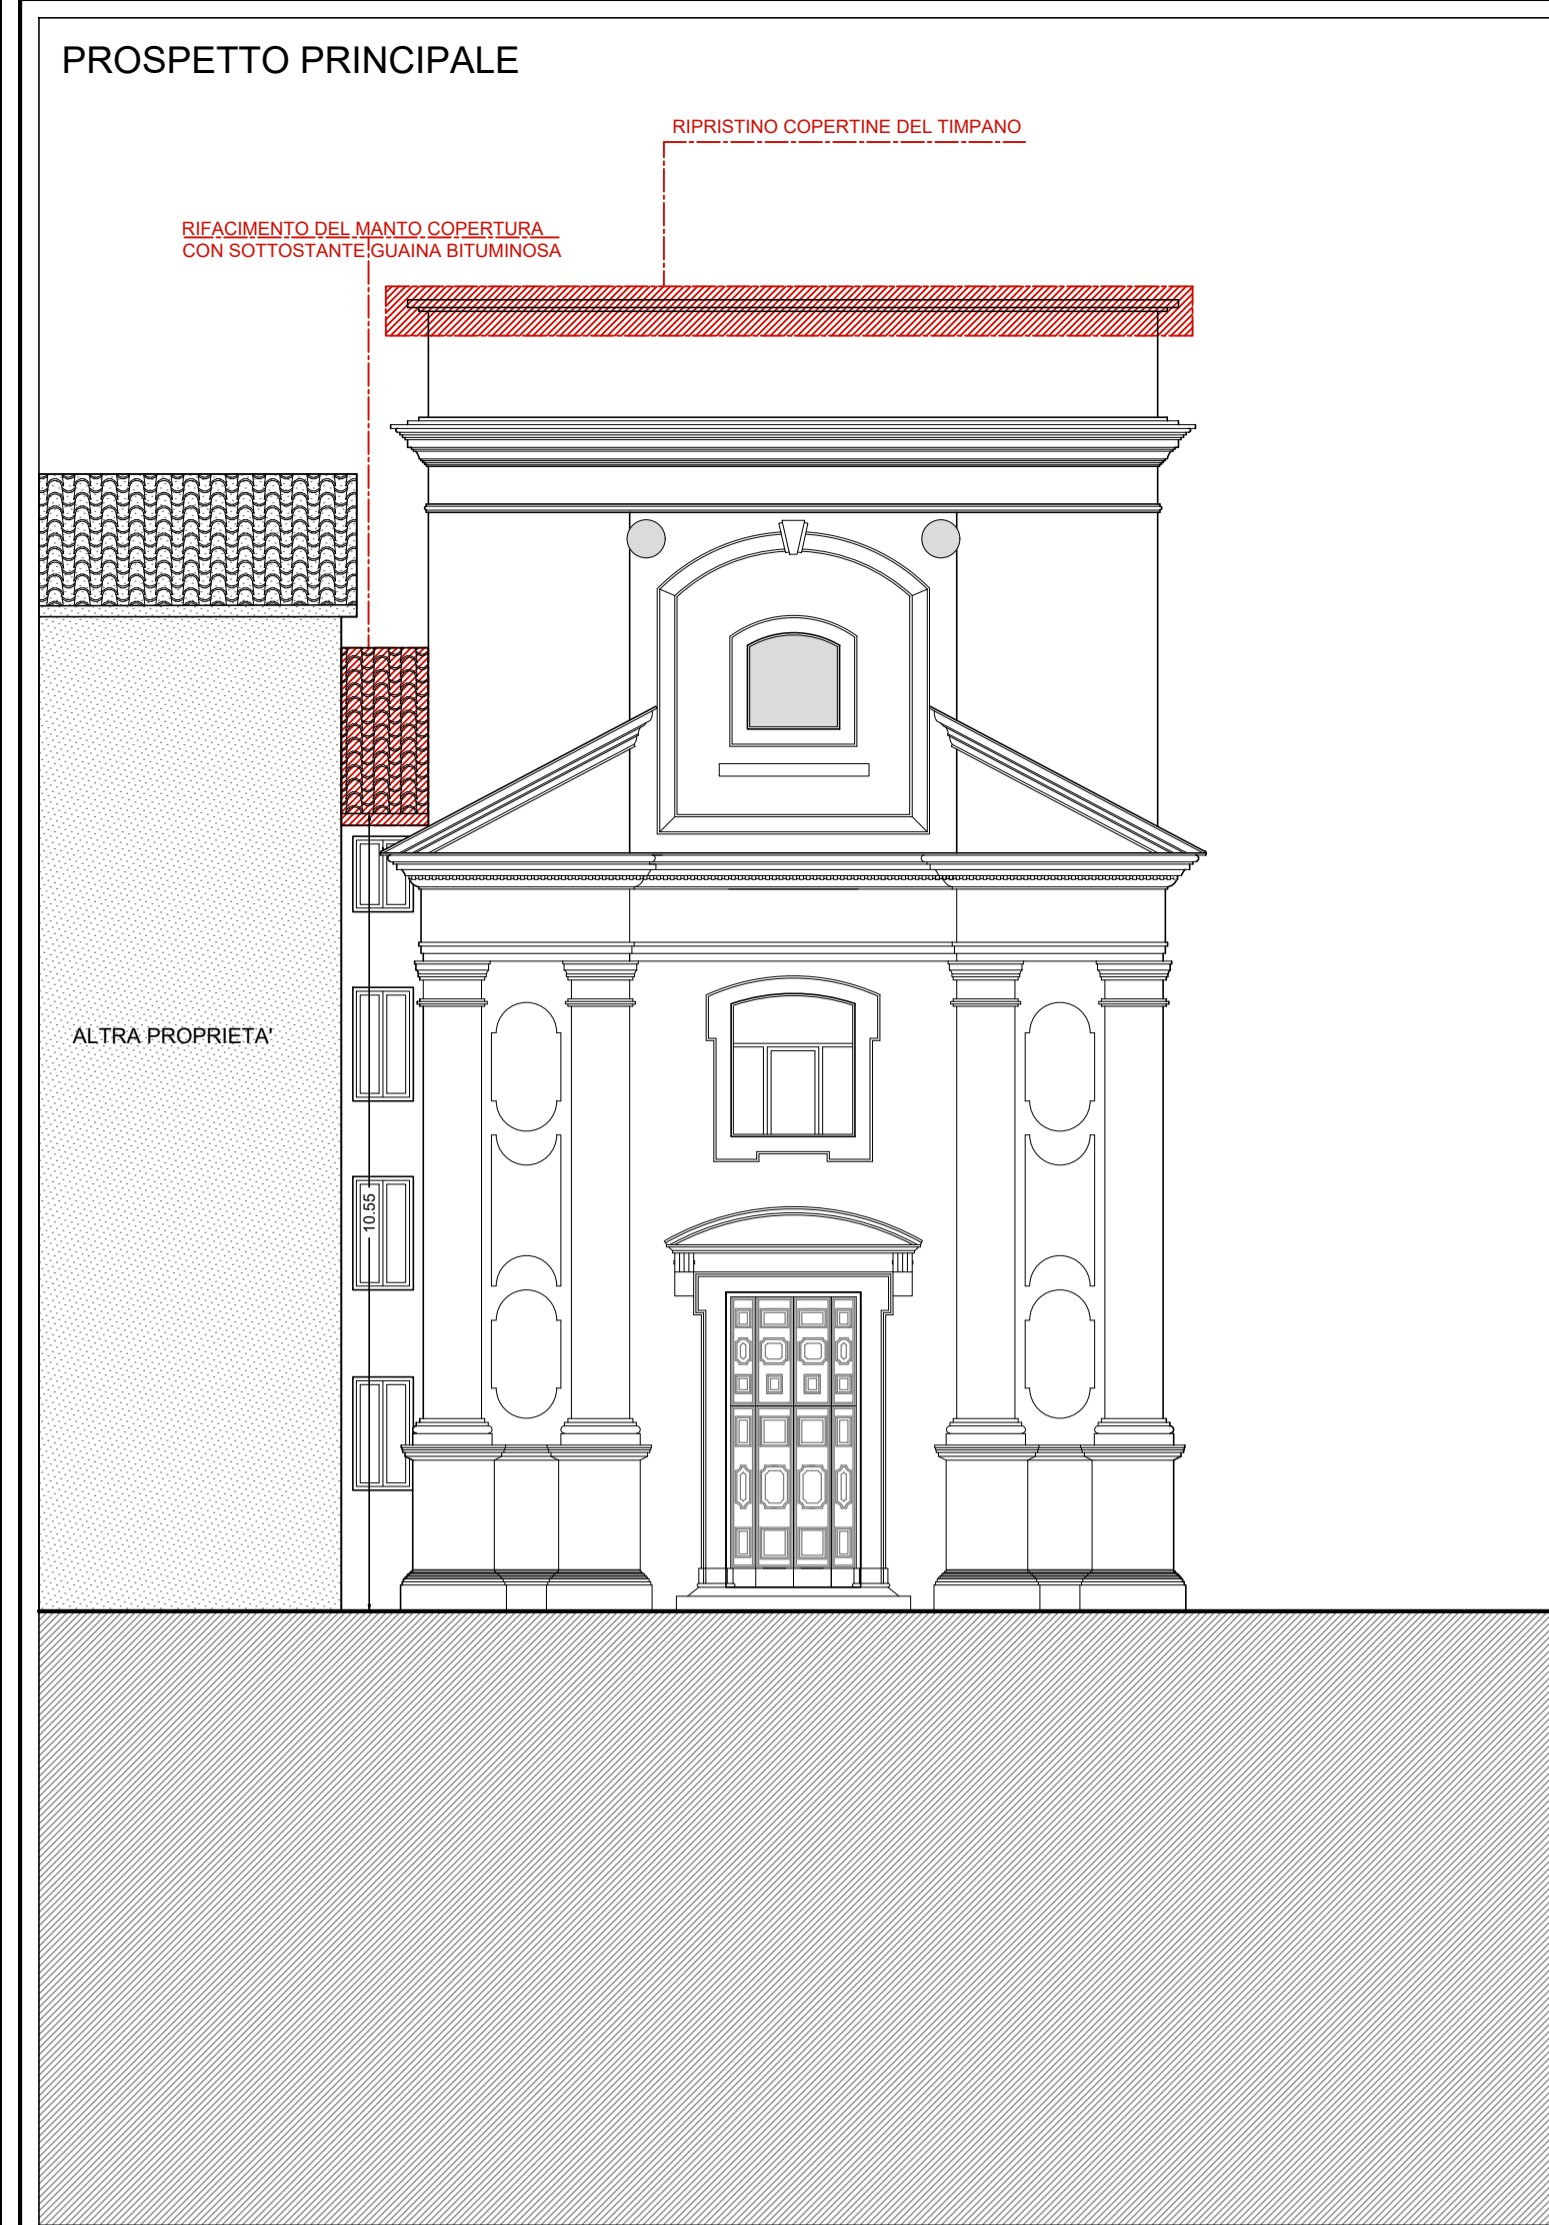 PROSPETTO PRINCIPALE
RIPRISTINO COPERTINE DEL TIMPANO
RIFACIMENTO DEL MANTO COPERTURA
CON SOTTOSTANTE GUAINA BITUMINOSA
ALTRA PROPRIETA'
10.55